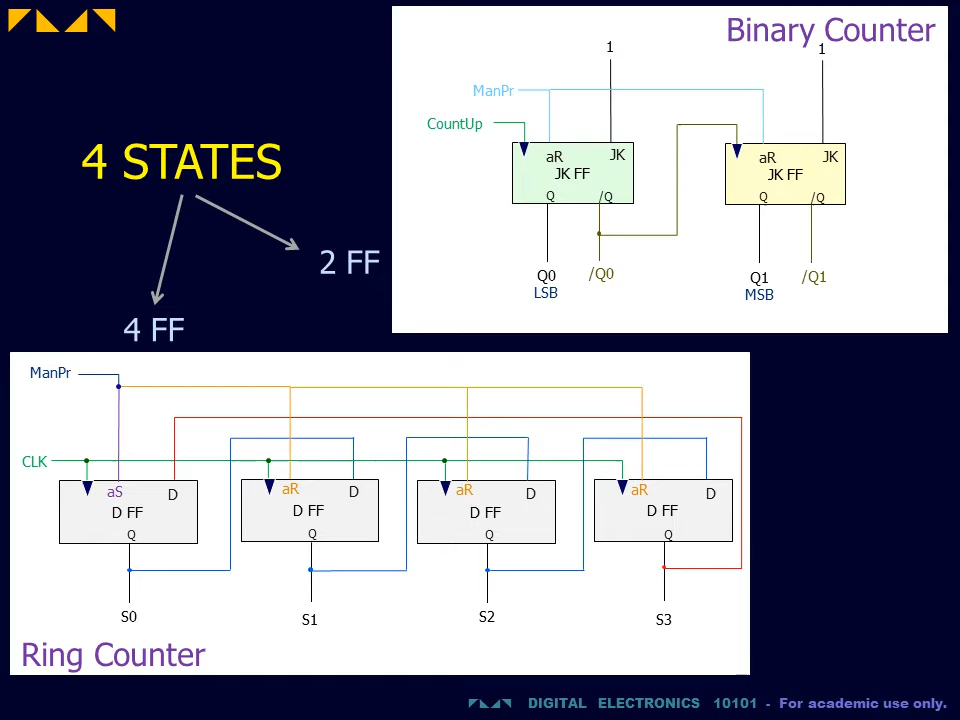 Binary Counter
1 1
ManPr
CountUp
aR JK aR JK
JK FF JK FF
Q /Q Q /Q
Q0 /Q0 Q1 /Q1
LSB MSB
4 STATES
2 FF
4 FF
ManPr
CLK
aS D aR D aR D aR D
D FF D FF D FF D FF
Q Q Q Q
S0 S1 S2 S3
Ring Counter
DIGITAL ELECTRONICS 10101 - For academic use only.